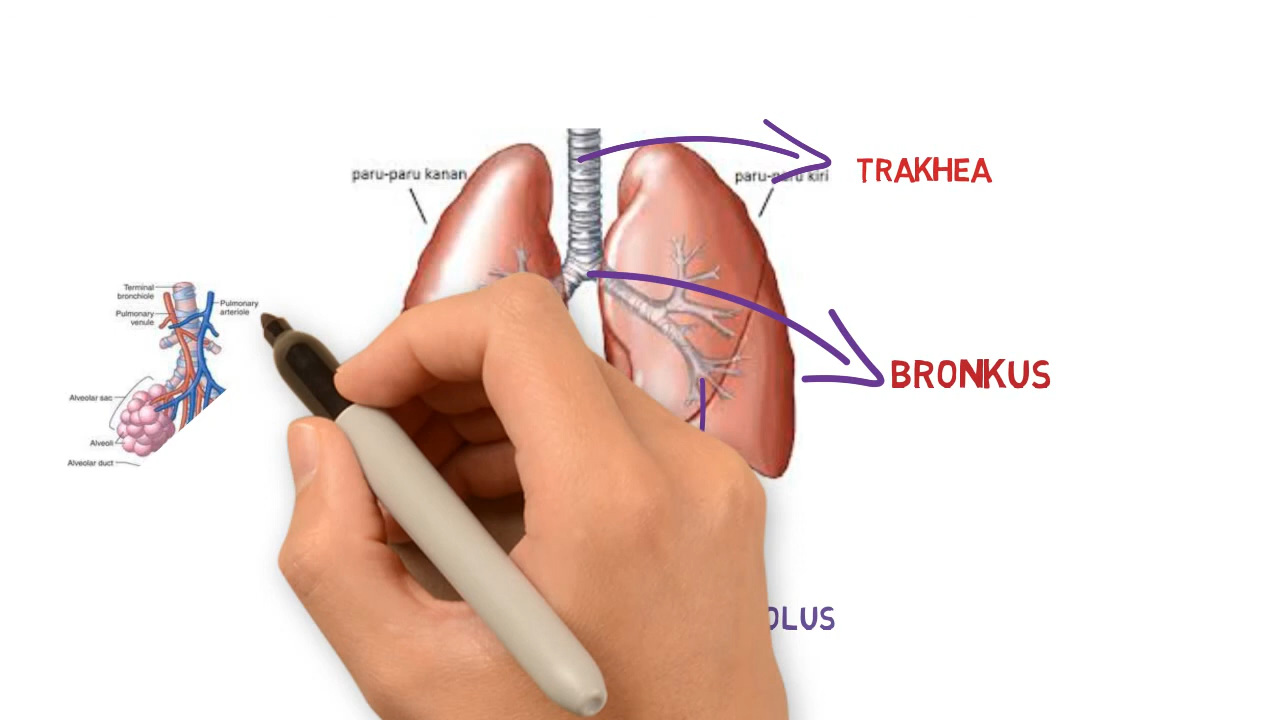 TRAKHEA
paru-paru kanan
paru-paru kiri
Terminal
bronchiole
Pulmonary
arteriole
Pulmonary
venule
BRONKUS
Alveolar sac
Alveoli
Alveolar duct
OLUS